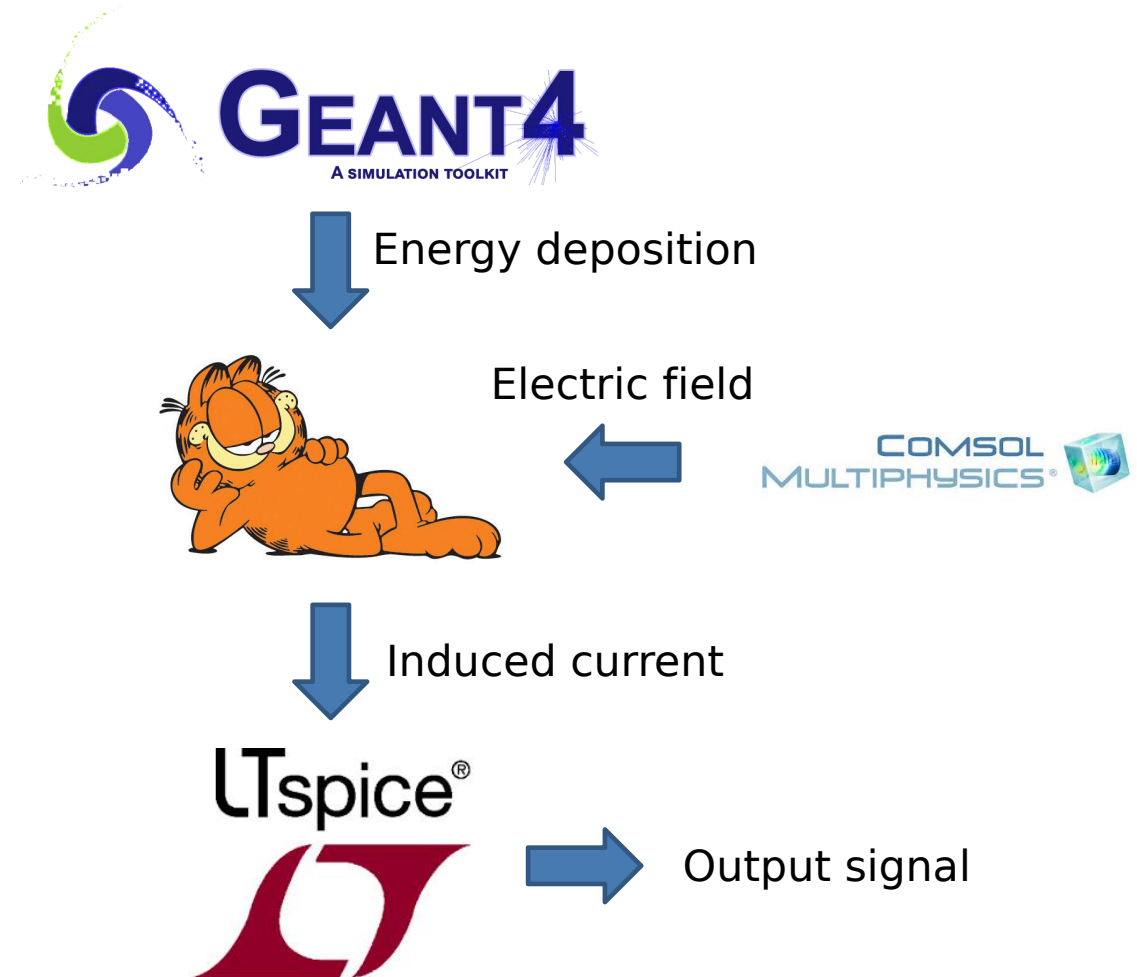 GEANT4
A SIMULATION TOOLKIT
Energy deposition
Electric field
COMSOL
MULTIPHYSICS®
Induced current
LTspice®
Output signal